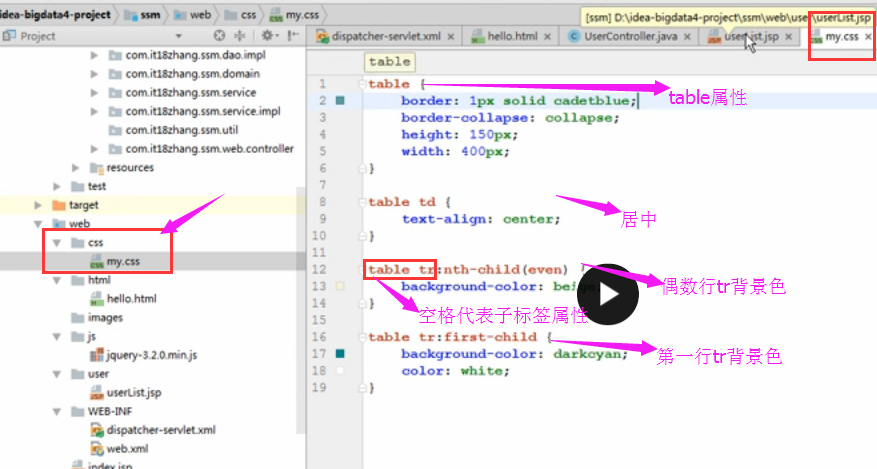 idea-bigdata4-project ssm web css my.css
[ssm] D:\idea-bigdata4-project\ssm\web\user\userList.jsp
Project
dispatcher-servlet.xml hello.html UserController.java userList.jsp my.css
com.it18zhang.ssm.dao.impl
com.it18zhang.ssm.domain
com.it18zhang.ssm.service
com.it18zhang.ssm.service.impl
com.it18zhang.ssm.util
com.it18zhang.ssm.web.controller
resources
test
target
web
css
my.css
html
hello.html
images
js
jquery-3.2.0.min.js
user
userList.jsp
WEB-INF
dispatcher-servlet.xml
web.xml
index.jsp
table
1 table {
2 border: 1px solid cadetblue;
3 border-collapse: collapse;
4 height: 150px;
5 width: 400px;
6 }
7
8 table td {
9 text-align: center;
10 }
11
12 table tr:nth-child(even) {
13 background-color:
14 }
15
16 table tr:first-child {
17 background-color: darkcyan;
18 color: white;
19 }
table属性
居中
偶数行tr背景色
空格代表子标签属性
第一行tr背景色